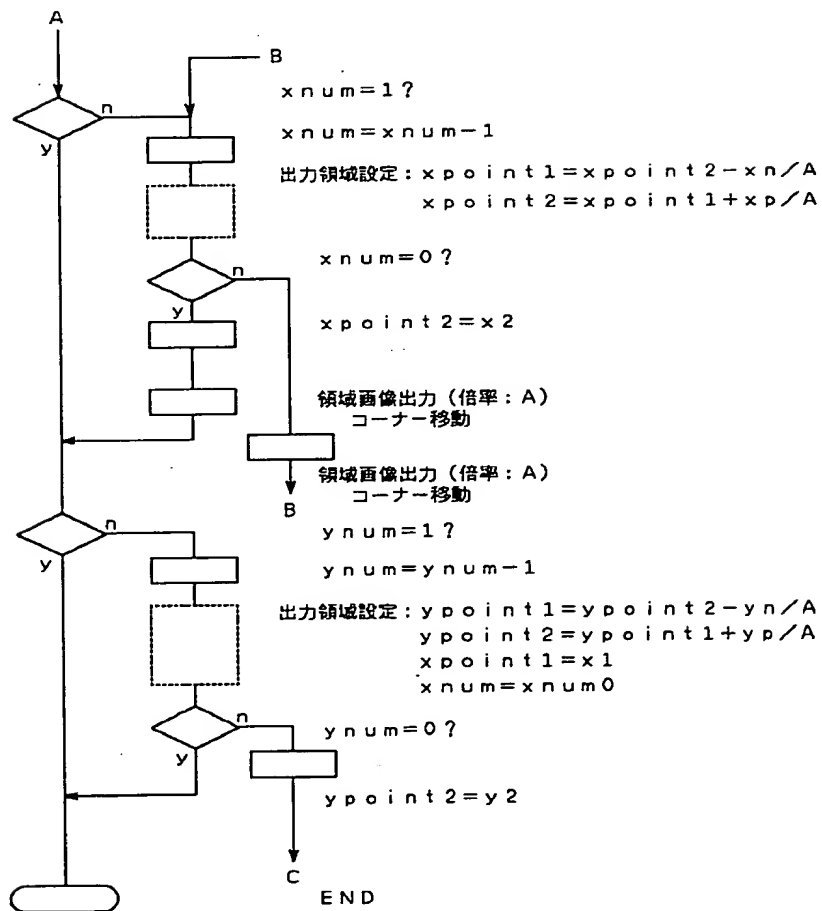 A
B
n
xnum=1?
y
xnum=xnum-1
出力領域設定:xpoint1=xpoint2-xn/A
xpoint2=xpoint1+xp/A
xnum=0?
n
y
xpoint2=x2
領域画像出力(倍率:A)
コーナー移動
領域画像出力(倍率:A)
コーナー移動
B
n
ynum=1?
y
ynum=ynum-1
出力領域設定:ypoint1=ypoint2-yn/A
ypoint2=ypoint1+yp/A
xpoint1=x1
xnum=xnum0
n
ynum=0?
y
ypoint2=y2
C
END